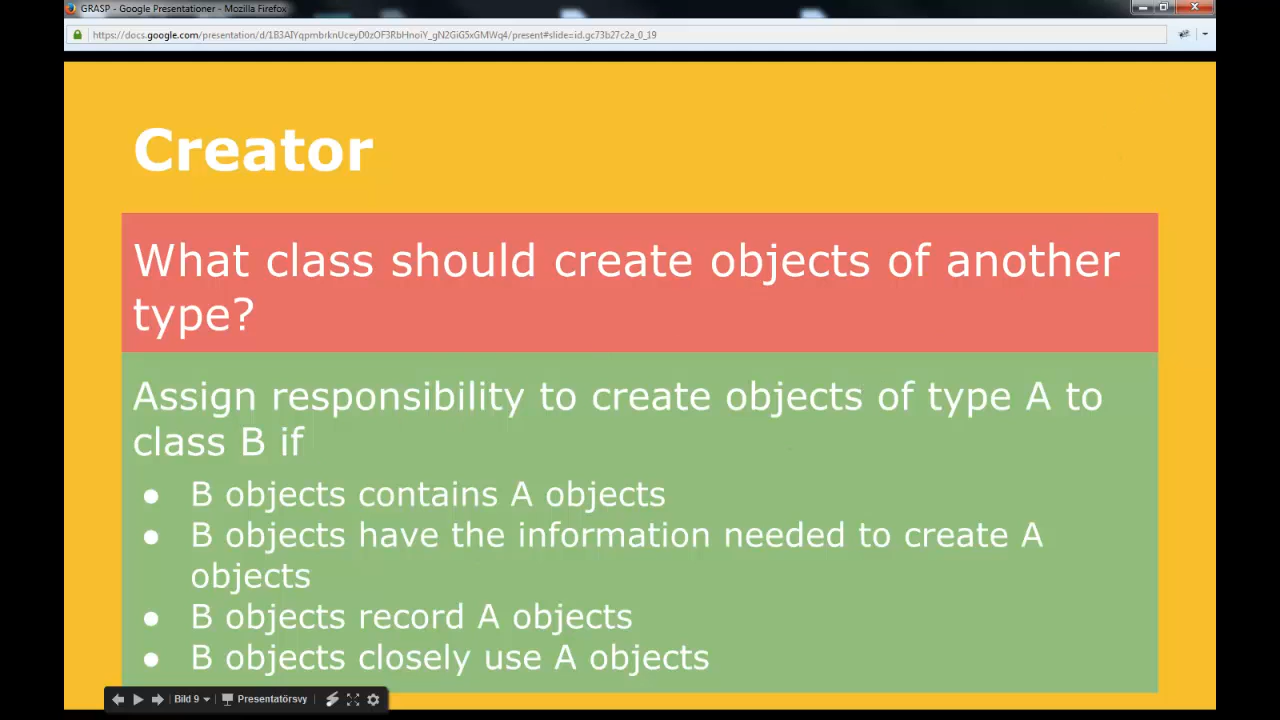 GRASP - Google Presentationer - Mozilla Firefox
https://docs.google.com/presentation/d/1B3AIYqpmbrknUceyD0zOF3RbHnoiY_gN2GiG5xGMWq4/present#slide=id.gc73b27c2a_0_19
Creator
What class should create objects of another
type?
Assign responsibility to create objects of type A to
class B if
● B objects contains A objects
● B objects have the information needed to create A
objects
● B objects record A objects
● B objects closely use A objects
Bild 9 Presentatörsvy